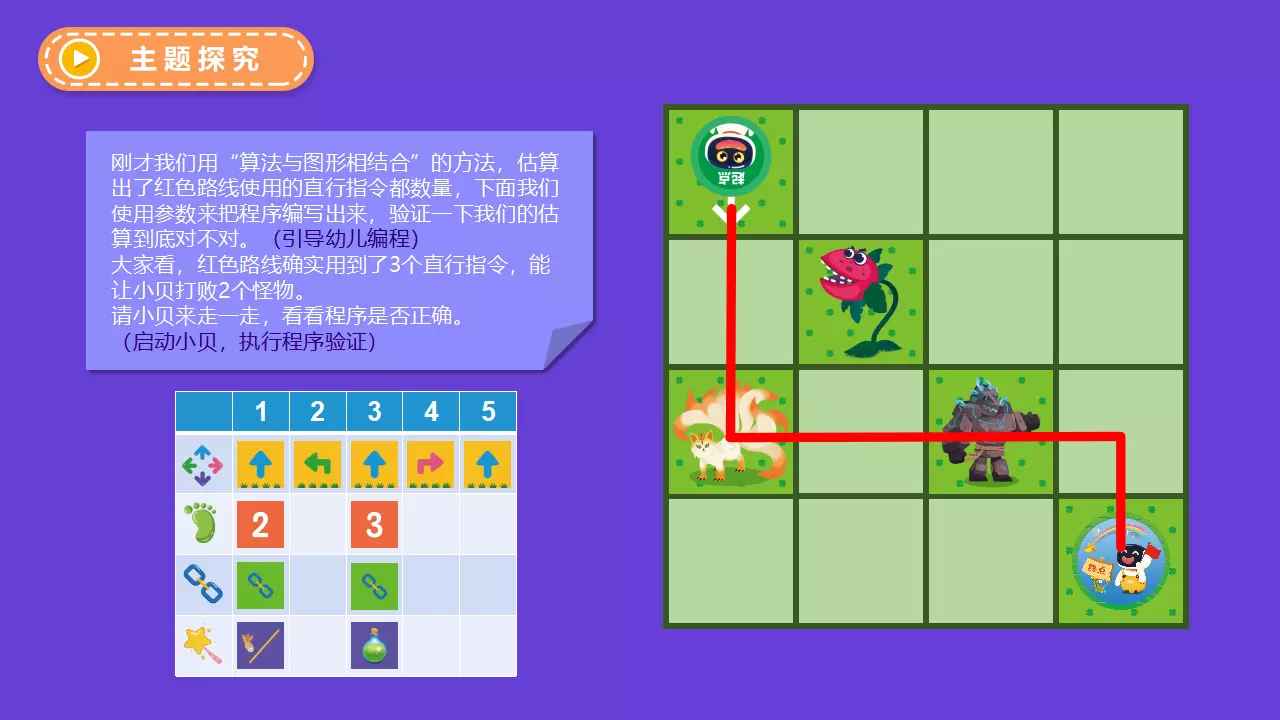 主题探究
刚才我们用“算法与图形相结合”的方法，估算
出了红色路线使用的直行指令都数量，下面我们
使用参数来把程序编写出来，验证一下我们的估
算到底对不对。（引导幼儿编程）
大家看，红色路线确实用到了3个直行指令，能
让小贝打败2个怪物。
请小贝来走一走，看看程序是否正确。
（启动小贝，执行程序验证）
起点
1 2 3 4 5
2 3
终点